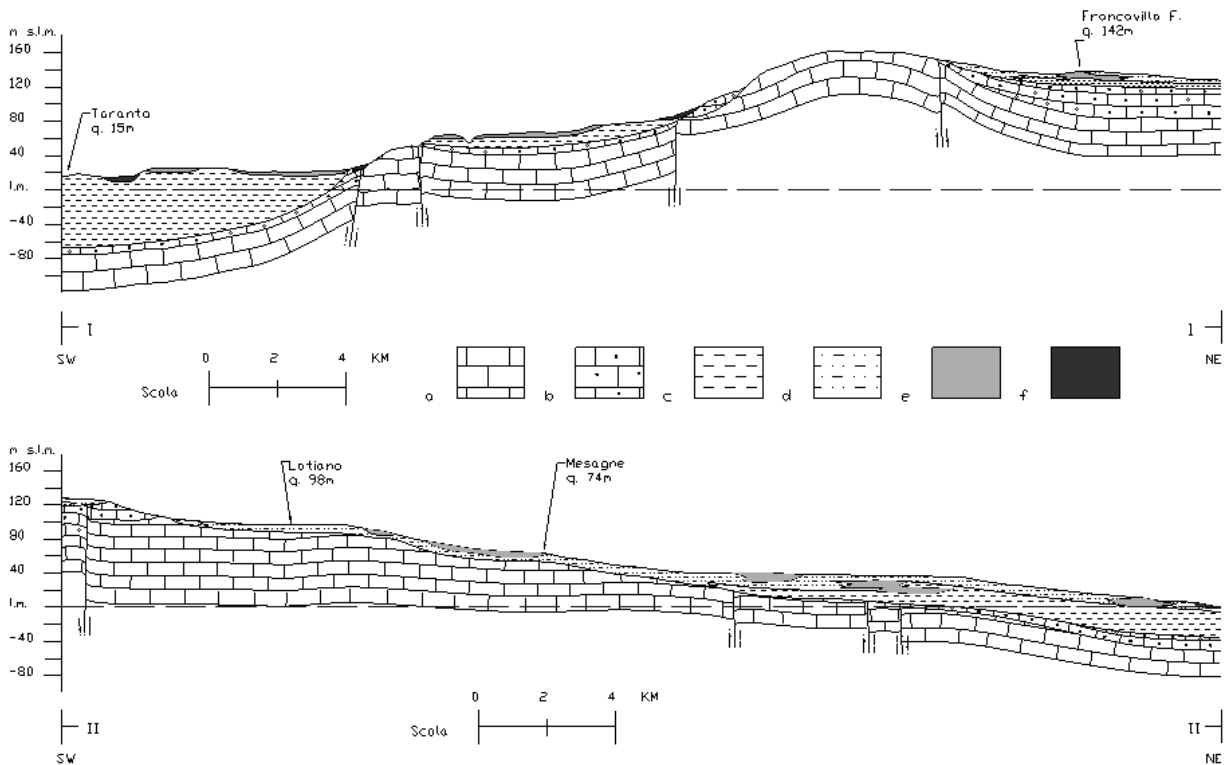 m s.l.m.
160
120
80
40
l.m.
-40
-80
Taranto
q. 15m
Francavilla F.
q. 142m
I
I
SW
NE
0 2 4 KM
Scala
a
b
c
d
e
f
m s.l.m.
160
120
80
40
l.m.
-40
-80
Latiano
q. 98m
Mesagne
q. 74m
0 2 4 KM
Scala
II
II
SW
NE